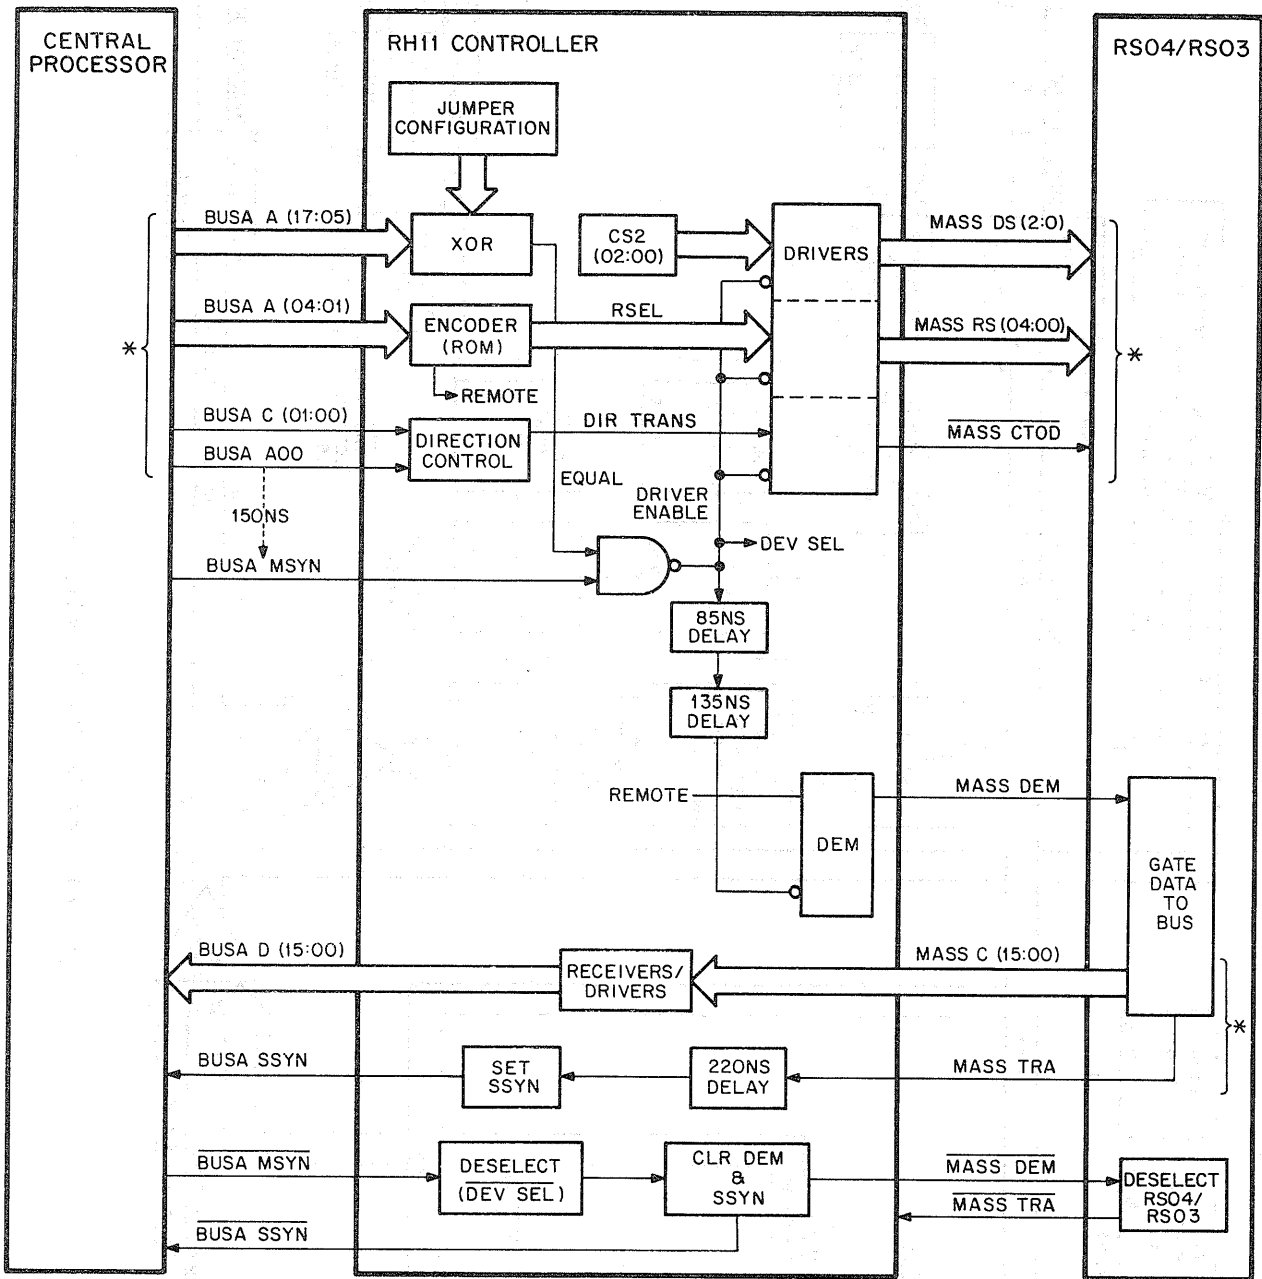 CENTRAL
PROCESSOR
RH11 CONTROLLER
RS04/RS03
JUMPER
CONFIGURATION
BUSA A (17:05)
XOR
CS2
(02:00)
DRIVERS
MASS DS (2:0)
BUSA A (04:01)
ENCODER
(ROM)
RSEL
MASS RS (04:00)
*
*
REMOTE
BUSA C (01:00)
DIRECTION
CONTROL
DIR TRANS
MASS CTOD
BUSA A00
EQUAL
DRIVER
ENABLE
150NS
DEV SEL
BUSA MSYN
85NS
DELAY
135NS
DELAY
REMOTE
DEM
MASS DEM
GATE
DATA
TO
BUS
BUSA D (15:00)
RECEIVERS/
DRIVERS
MASS C (15:00)
*
BUSA SSYN
SET
SSYN
220NS
DELAY
MASS TRA
BUSA MSYN
DESELECT
(DEV SEL)
CLR DEM
&
SSYN
MASS DEM
DESELECT
RS04/
RS03
MASS TRA
BUSA SSYN